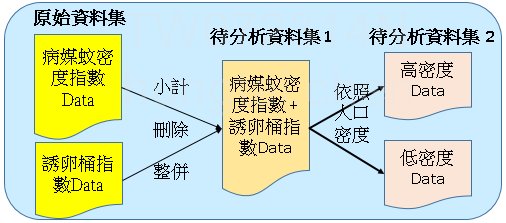 原始資料集
待分析資料集1
待分析資料集 2
病媒蚊密
度指數
Data
誘卵桶指
數Data
小計
刪除
整併
病媒蚊密
度指數 +
誘卵桶指
數Data
依照
人口
密度
高密度
Data
低密度
Data